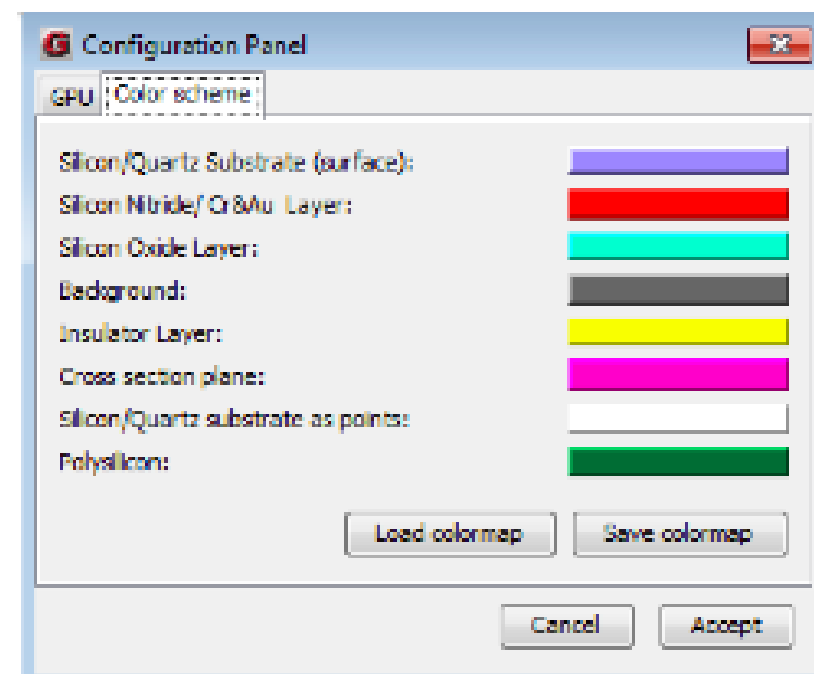 Configuration Panel
GPU Color scheme
Silicon/Quartz Substrate (surface):
Silicon Nitride/ Cr&Au Layer:
Silicon Oxide Layer:
Background:
Insulator Layer:
Cross section plane:
Silicon/Quartz substrate as points:
Polysilicon:
Load colormap Save colormap
Cancel Accept